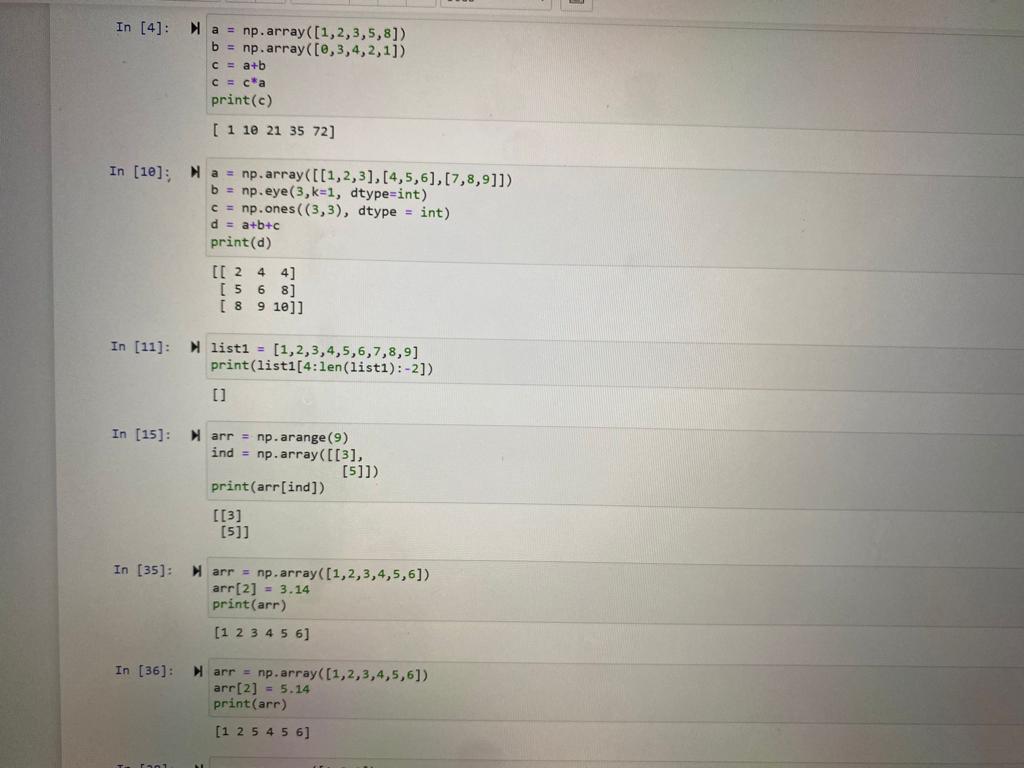 In [4]:
a = np.array([1,2,3,5,8])
b = np.array([0,3,4,2,1])
c = a+b
c = c*a
print(c)
[ 1 10 21 35 72]
In [10]:
a = np.array([[1,2,3],[4,5,6],[7,8,9]])
b = np.eye(3,k=1, dtype=int)
c = np.ones((3,3), dtype = int)
d = a+b+c
print(d)
[[ 2  4  4]
 [ 5  6  8]
 [ 8  9 10]]
In [11]:
list1 = [1,2,3,4,5,6,7,8,9]
print(list1[4:len(list1):-2])
[]
In [15]:
arr = np.arange(9)
ind = np.array([[3],
[5]])
print(arr[ind])
[[3]
 [5]]
In [35]:
arr = np.array([1,2,3,4,5,6])
arr[2] = 3.14
print(arr)
[1 2 3 4 5 6]
In [36]:
arr = np.array([1,2,3,4,5,6])
arr[2] = 5.14
print(arr)
[1 2 5 4 5 6]